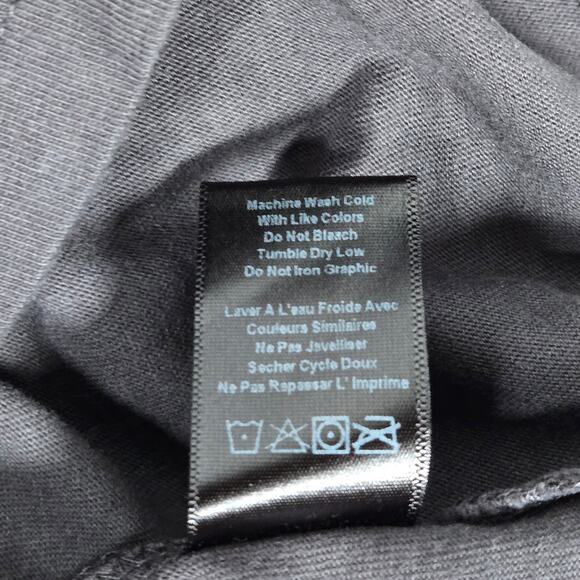 Machine Wash Cold
With Like Colors
Do Not Bleach
Tumble Dry Low
Do Not Iron Graphic
Laver A L'eau Froide Avec
Couleurs Similaires
Ne Pas Javelliser
Secher Cycle Doux
Ne Pas Rapassar L' Imprime